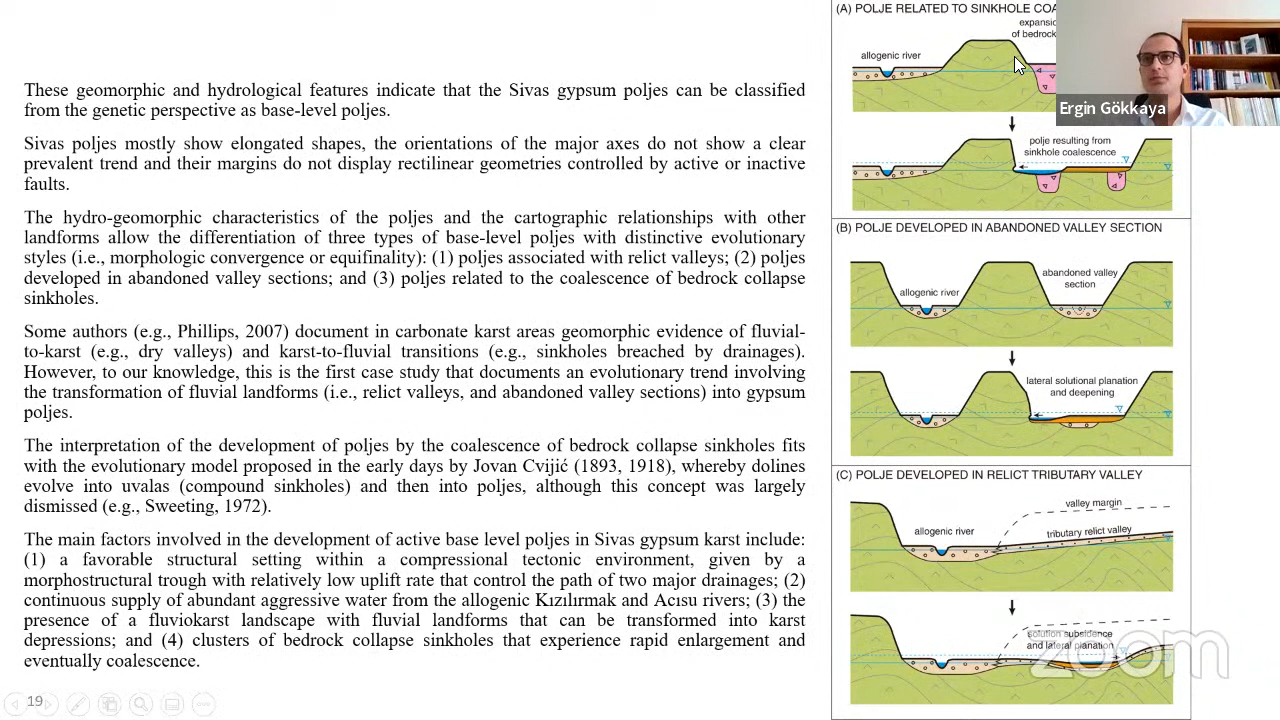 These geomorphic and hydrological features indicate that the Sivas gypsum poljes can be classified
from the genetic perspective as base-level poljes.
Sivas poljes mostly show elongated shapes, the orientations of the major axes do not show a clear
prevalent trend and their margins do not display rectilinear geometries controlled by active or inactive
faults.
The hydro-geomorphic characteristics of the poljes and the cartographic relationships with other
landforms allow the differentiation of three types of base-level poljes with distinctive evolutionary
styles (i.e., morphologic convergence or equifinality): (1) poljes associated with relict valleys; (2) poljes
developed in abandoned valley sections; and (3) poljes related to the coalescence of bedrock collapse
sinkholes.
Some authors (e.g., Phillips, 2007) document in carbonate karst areas geomorphic evidence of fluvial-
to-karst (e.g., dry valleys) and karst-to-fluvial transitions (e.g., sinkholes breached by drainages).
However, to our knowledge, this is the first case study that documents an evolutionary trend involving
the transformation of fluvial landforms (i.e., relict valleys, and abandoned valley sections) into gypsum
poljes.
The interpretation of the development of poljes by the coalescence of bedrock collapse sinkholes fits
with the evolutionary model proposed in the early days by Jovan Cvijić (1893, 1918), whereby dolines
evolve into uvalas (compound sinkholes) and then into poljes, although this concept was largely
dismissed (e.g., Sweeting, 1972).
The main factors involved in the development of active base level poljes in Sivas gypsum karst include:
(1) a favorable structural setting within a compressional tectonic environment, given by a
morphostructural trough with relatively low uplift rate that control the path of two major drainages; (2)
continuous supply of abundant aggressive water from the allogenic Kızılırmak and Acısu rivers; (3) the
presence of a fluviokarst landscape with fluvial landforms that can be transformed into karst
depressions; and (4) clusters of bedrock collapse sinkholes that experience rapid enlargement and
eventually coalescence.
19
(A) POLJE RELATED TO SINKHOLE
of bedrock
allogenic river
Ergin Gökkaya
polje resulting from
sinkhole coalescence
(B) POLJE DEVELOPED IN ABANDONED VALLEY SECTION
abandoned valley
section
allogenic river
lateral solutional planation
and deepening
(C) POLJE DEVELOPED IN RELICT TRIBUTARY VALLEY
valley margin
allogenic river
tributary relict valley
solution subsidence
and lateral planation
zoom